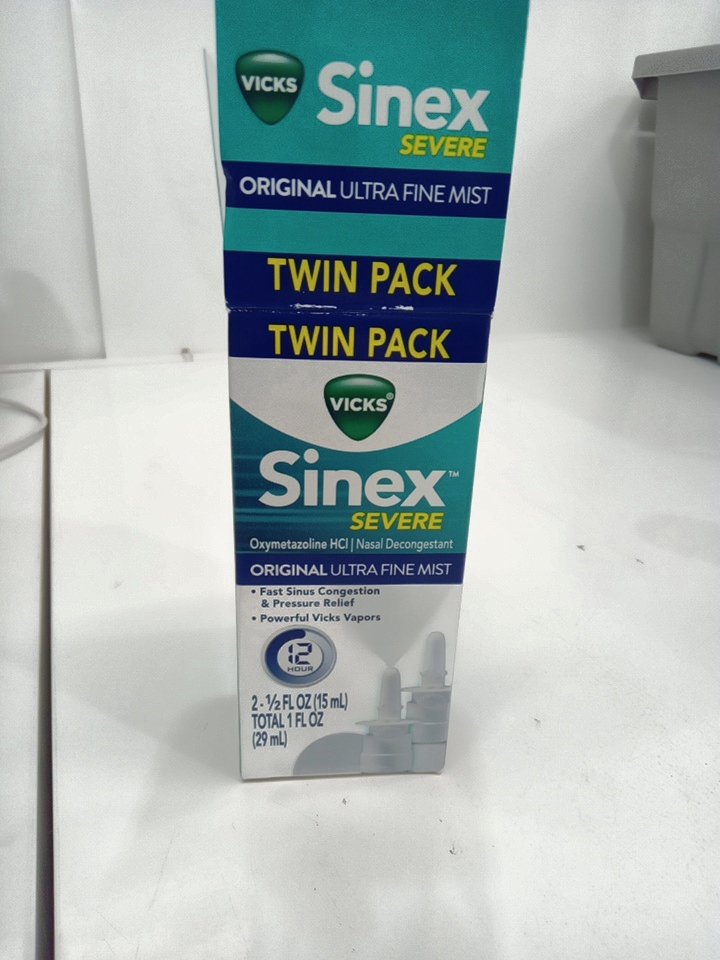 VICKS
Sinex
SEVERE
ORIGINAL ULTRA FINE MIST
TWIN PACK
TWIN PACK
VICKS®
Sinex™
SEVERE
Oxymetazoline HCl | Nasal Decongestant
ORIGINAL ULTRA FINE MIST
• Fast Sinus Congestion
& Pressure Relief
• Powerful Vicks Vapors
12
HOUR
2 - ½ FL OZ (15 mL)
TOTAL 1 FL OZ
(29 mL)